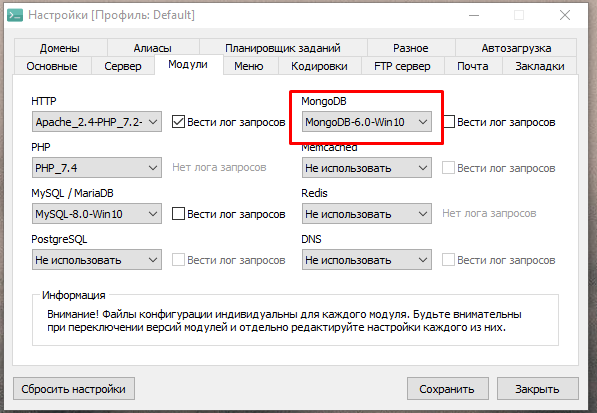 Настройки [Профиль: Default]
Домены Алиасы Планировщик заданий Разное Автозагрузка
Основные Сервер Модули Меню Кодировки FTP сервер Почта Закладки
HTTP MongoDB
Apache_2.4-PHP_7.2- Вести лог запросов MongoDB-6.0-Win10 Вести лог запросов
PHP Memcached
PHP_7.4 Нет лога запросов Не использовать Вести лог запросов
MySQL / MariaDB Redis
MySQL-8.0-Win10 Вести лог запросов Не использовать Нет лога запросов
PostgreSQL DNS
Не использовать Вести лог запросов Не использовать Вести лог запросов
Информация
Внимание! Файлы конфигурации индивидуальны для каждого модуля. Будьте внимательны
при переключении версий модулей и отдельно редактируйте настройки каждого из них.
Сбросить настройки Сохранить Закрыть